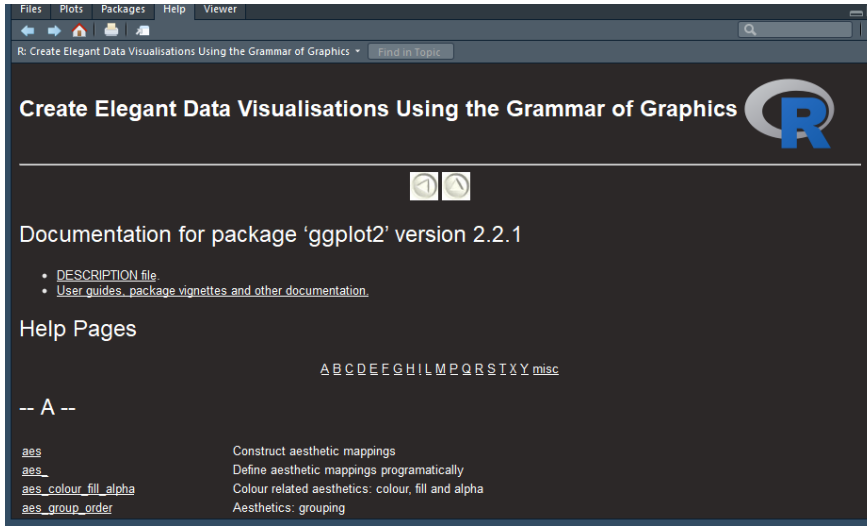 Files Plots Packages Help Viewer
R: Create Elegant Data Visualisations Using the Grammar of Graphics Find in Topic
Create Elegant Data Visualisations Using the Grammar of Graphics R
Documentation for package ‘ggplot2’ version 2.2.1
• DESCRIPTION file.
• User guides, package vignettes and other documentation.
Help Pages
A B C D E F G H I L M P Q R S T X Y misc
-- A --
aes Construct aesthetic mappings
aes_ Define aesthetic mappings programatically
aes_colour_fill_alpha Colour related aesthetics: colour, fill and alpha
aes_group_order Aesthetics: grouping